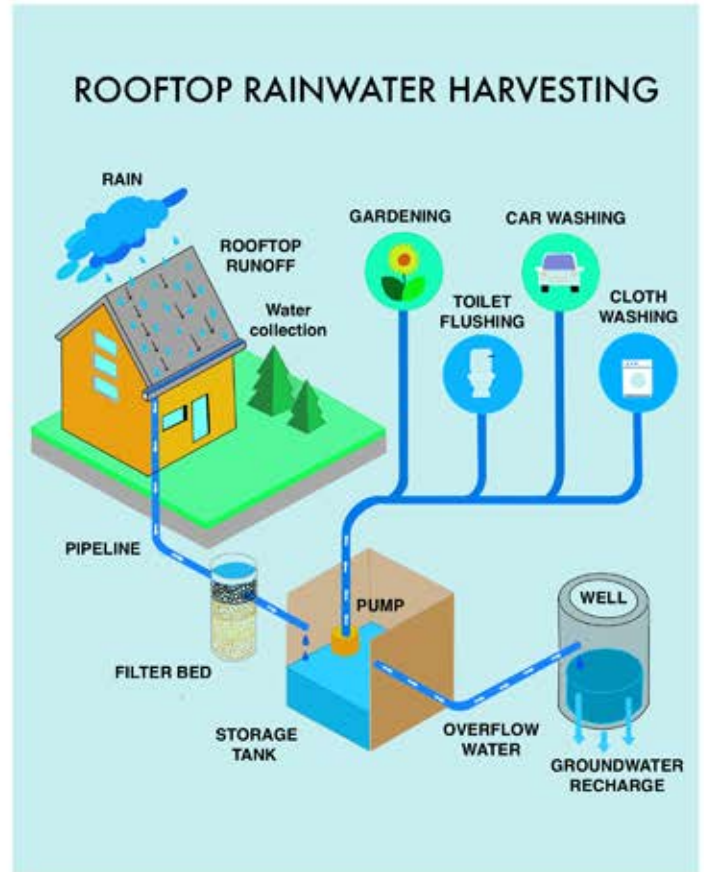 ROOFTOP RAINWATER HARVESTING
RAIN
ROOFTOP
RUNOFF
Water
collection
GARDENING
CAR WASHING
TOILET
FLUSHING
CLOTH
WASHING
PIPELINE
FILTER BED
PUMP
STORAGE
TANK
OVERFLOW
WATER
WELL
GROUNDWATER
RECHARGE